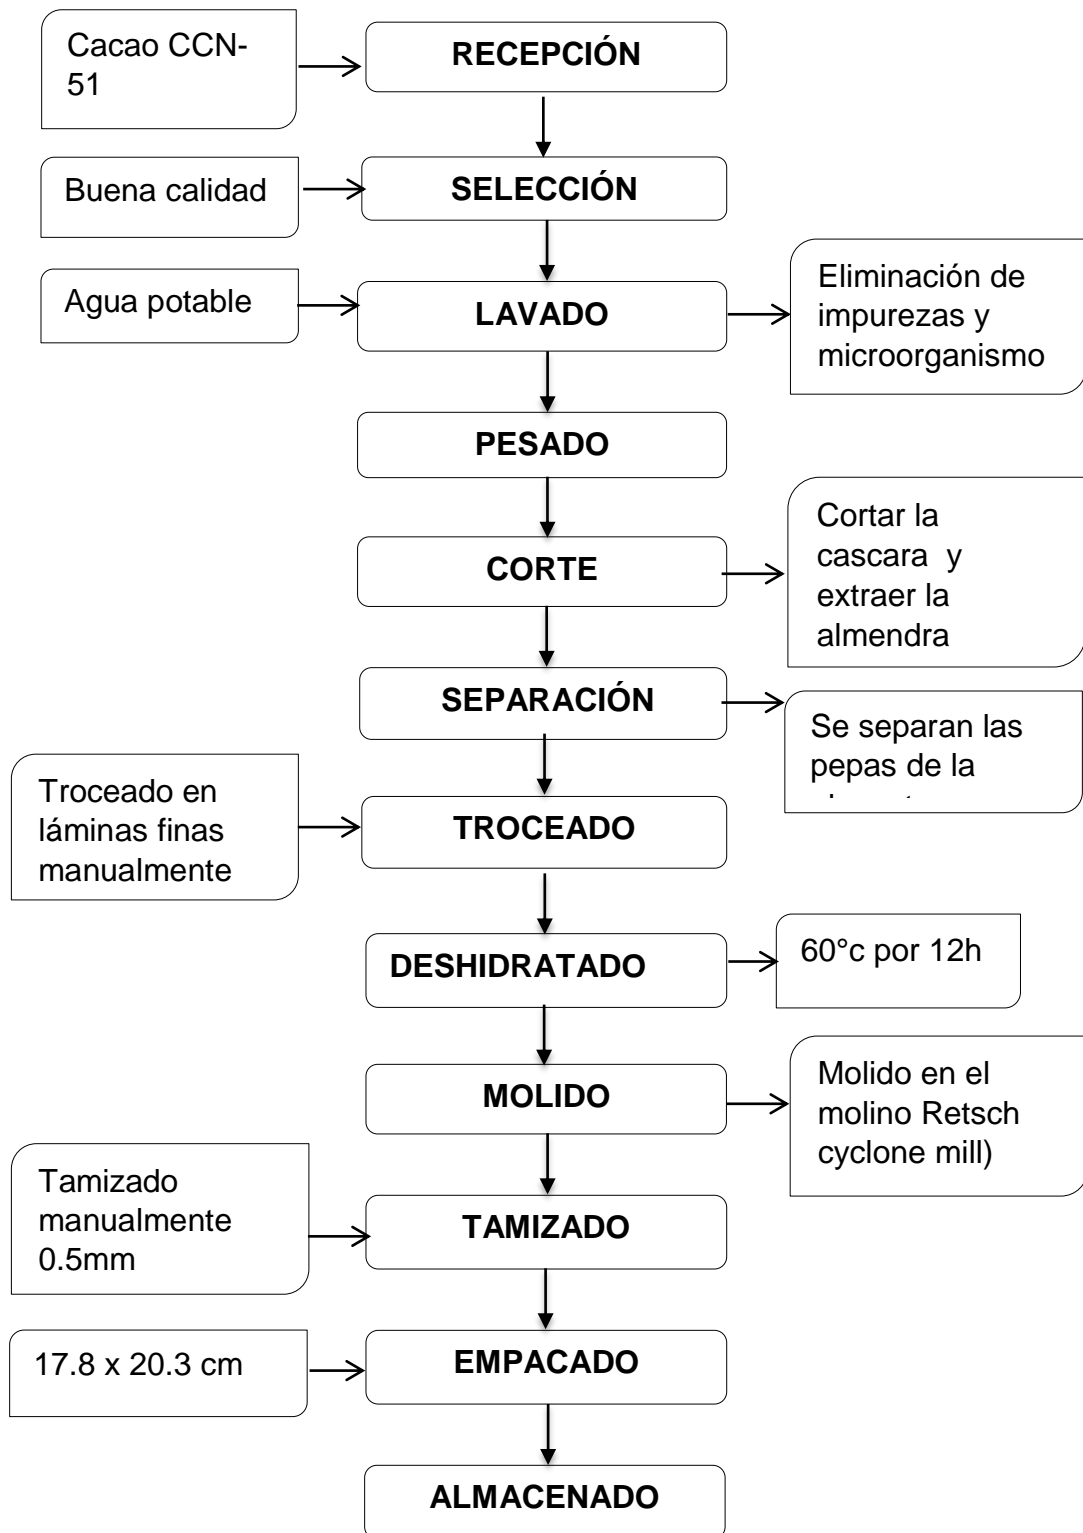 Cacao CCN-
51
RECEPCIÓN
Buena calidad
SELECCIÓN
Agua potable
LAVADO
Eliminación de
impurezas y
microorganismo
PESADO
CORTE
Cortar la
cascara y
extraer la
almendra
SEPARACIÓN
Se separan las
pepas de la
Troceado en
láminas finas
manualmente
TROCEADO
DESHIDRATADO
60°c por 12h
MOLIDO
Molido en el
molino Retsch
cyclone mill)
Tamizado
manualmente
0.5mm
TAMIZADO
17.8 x 20.3 cm
EMPACADO
ALMACENADO